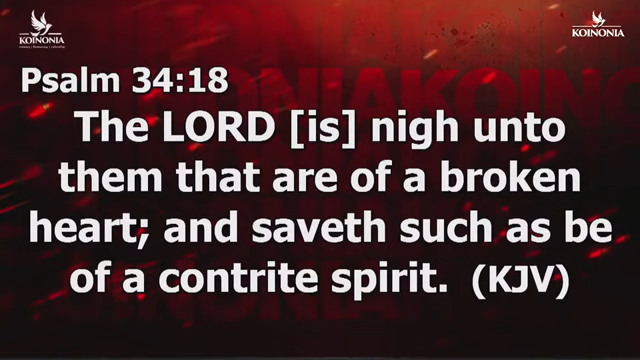 KOINONIA
KOINONIA
Psalm 34:18
The LORD [is] nigh unto
them that are of a broken
heart; and saveth such as be
of a contrite spirit. (KJV)